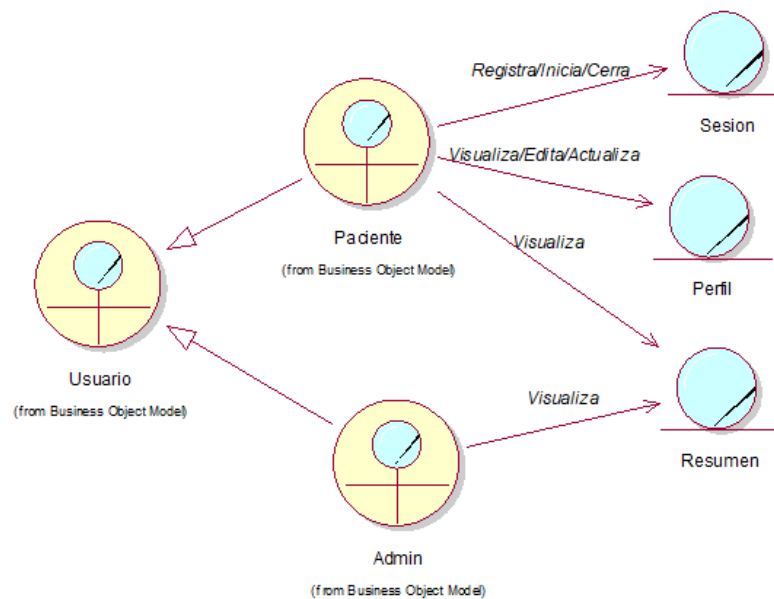 Registra/Inicia/Cerra
Sesion
Visualiza/Edita/Actualiza
Paciente
(from Business Object Model)
Visualiza
Perfil
Usuario
(from Business Object Model)
Visualiza
Resumen
Admin
(from Business Object Model)